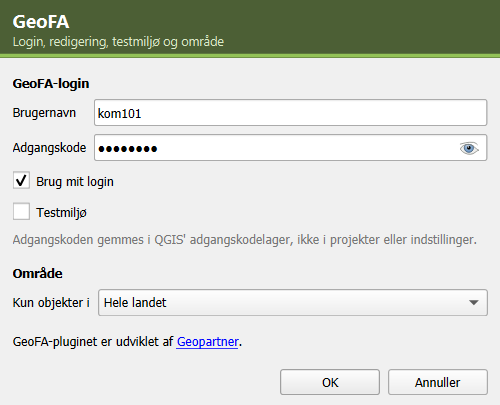 GeoFA
Login, redigering, testmiljø og område
GeoFA-login
Brugernavn kom101
Adgangskode ●●●●●●●●
Brug mit login
Testmiljø
Adgangskoden gemmes i QGIS' adgangskodelager, ikke i projekter eller indstillinger.
Område
Kun objekter i Hele landet
GeoFA-pluginet er udviklet af Geopartner.
OK Annuller